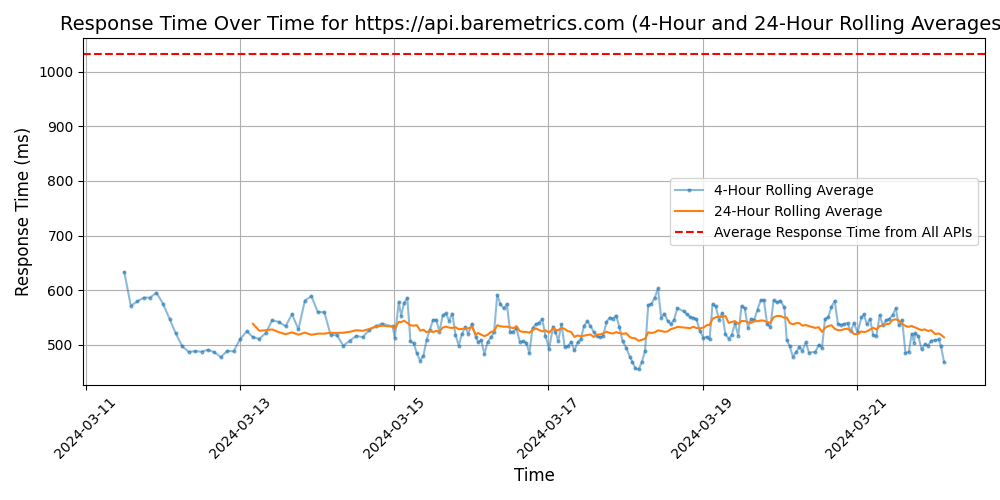 Response Time Over Time for https://api.baremetrics.com (4-Hour and 24-Hour Rolling Averages
Response Time (ms)
1000
900
800
700
600
500
4-Hour Rolling Average
24-Hour Rolling Average
Average Response Time from All APIs
2024-03-11
2024-03-13
2024-03-15
2024-03-17
2024-03-19
2024-03-21
Time